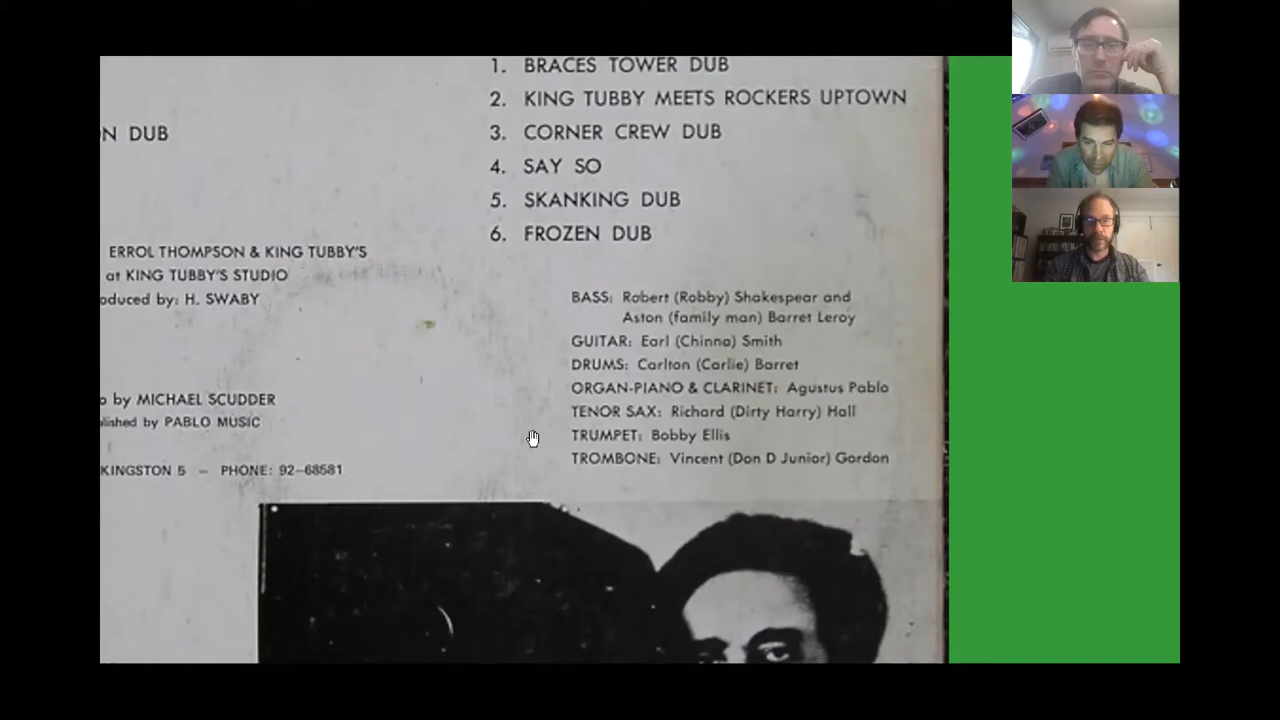 1. BRACES TOWER DUB
2. KING TUBBY MEETS ROCKERS UPTOWN
3. CORNER CREW DUB
4. SAY SO
5. SKANKING DUB
6. FROZEN DUB
N DUB
ERROL THOMPSON & KING TUBBY'S
at KING TUBBY'S STUDIO
oduced by: H. SWABY
o by MICHAEL SCUDDER
blished by PABLO MUSIC
KINGSTON 5 — PHONE: 92-68581
BASS: Robert (Robby) Shakespear and
Aston (family man) Barret Leroy
GUITAR: Earl (Chinna) Smith
DRUMS: Carlton (Carlie) Barret
ORGAN-PIANO & CLARINET: Agustus Pablo
TENOR SAX: Richard (Dirty Harry) Hall
TRUMPET: Bobby Ellis
TROMBONE: Vincent (Don D Junior) Gordon